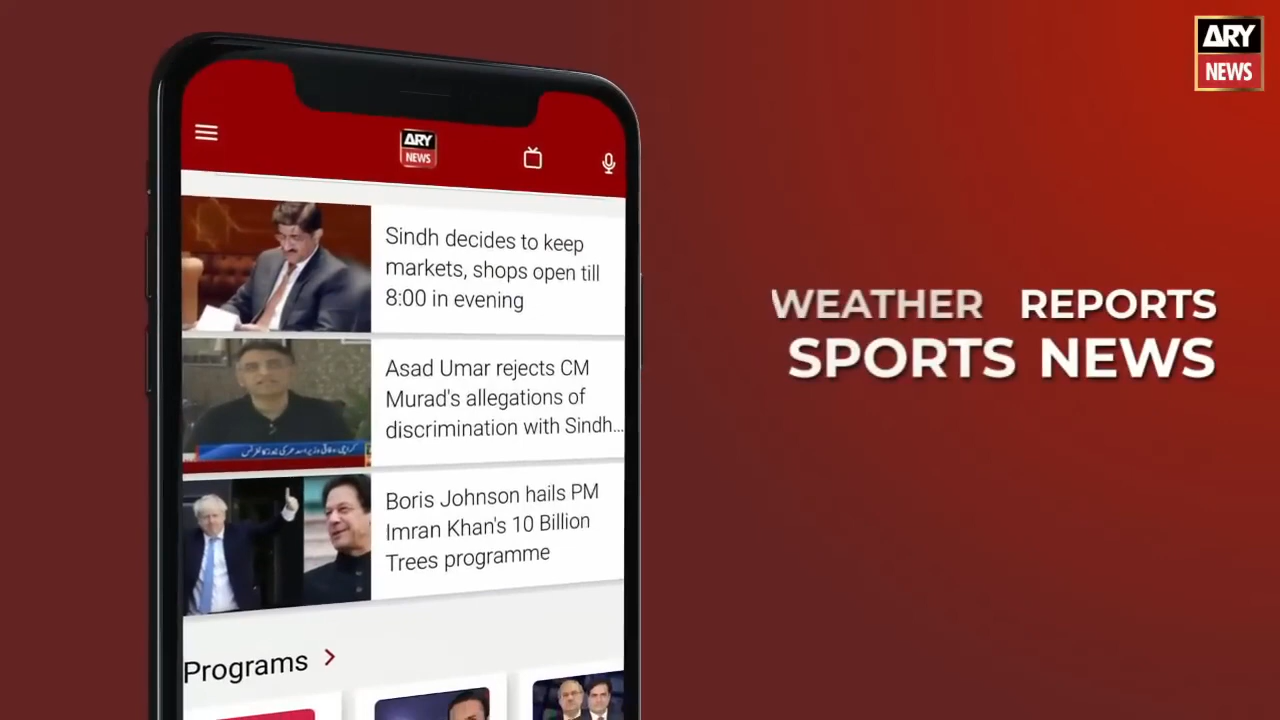 ARY
NEWS
ARY
NEWS
Sindh decides to keep
markets, shops open till
8:00 in evening
Asad Umar rejects CM
Murad's allegations of
discrimination with Sindh...
Boris Johnson hails PM
Imran Khan's 10 Billion
Trees programme
Programs
WEATHER REPORTS
SPORTS NEWS